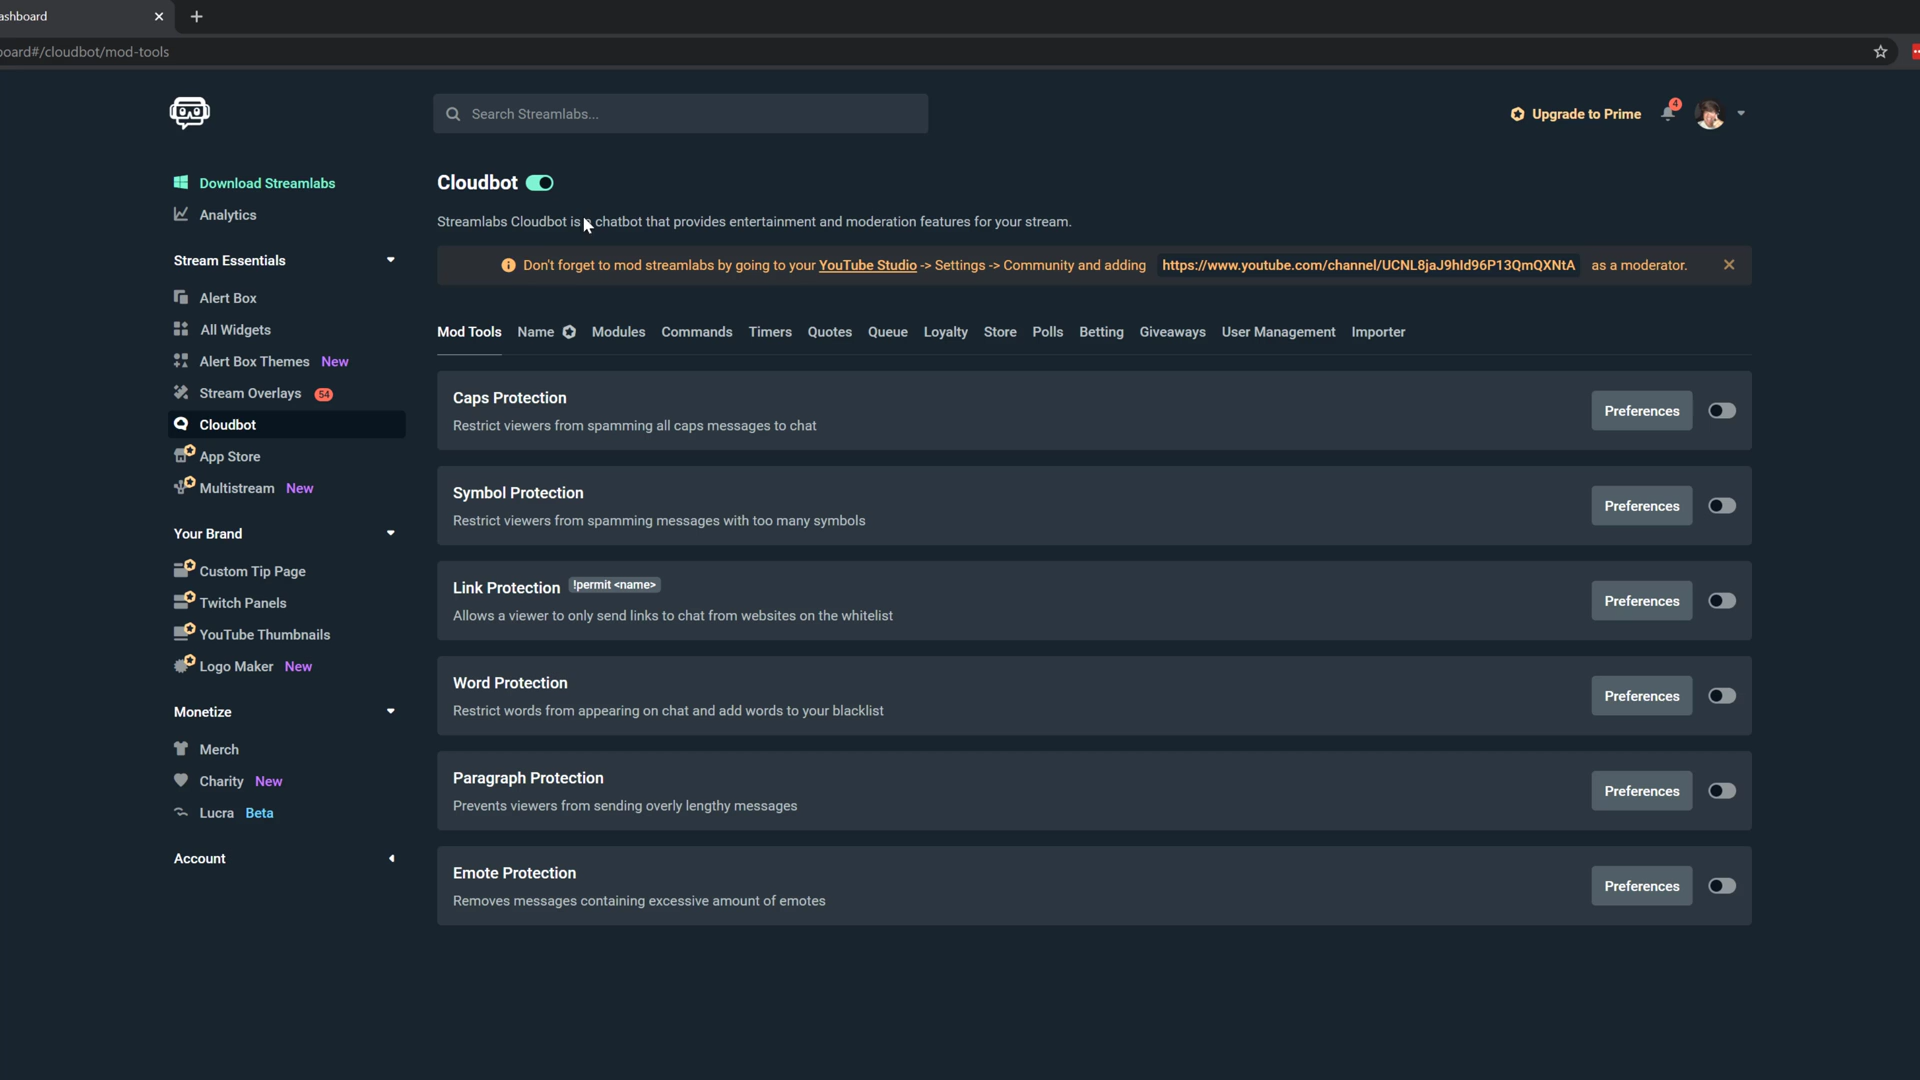 ashboard
board#/cloudbot/mod-tools
Search Streamlabs...
Upgrade to Prime
4
Download Streamlabs
Analytics
Stream Essentials
Alert Box
All Widgets
Alert Box Themes New
Stream Overlays 54
Cloudbot
App Store
Multistream New
Your Brand
Custom Tip Page
Twitch Panels
YouTube Thumbnails
Logo Maker New
Monetize
Merch
Charity New
Lucra Beta
Account
Cloudbot
Streamlabs Cloudbot is a chatbot that provides entertainment and moderation features for your stream.
Don't forget to mod streamlabs by going to your YouTube Studio -> Settings -> Community and adding https://www.youtube.com/channel/UCNL8jaJ9hId96P13QmQXNtA as a moderator.
Mod Tools Name Modules Commands Timers Quotes Queue Loyalty Store Polls Betting Giveaways User Management Importer
Caps Protection
Restrict viewers from spamming all caps messages to chat
Preferences
Symbol Protection
Restrict viewers from spamming messages with too many symbols
Preferences
Link Protection !permit <name>
Allows a viewer to only send links to chat from websites on the whitelist
Preferences
Word Protection
Restrict words from appearing on chat and add words to your blacklist
Preferences
Paragraph Protection
Prevents viewers from sending overly lengthy messages
Preferences
Emote Protection
Removes messages containing excessive amount of emotes
Preferences